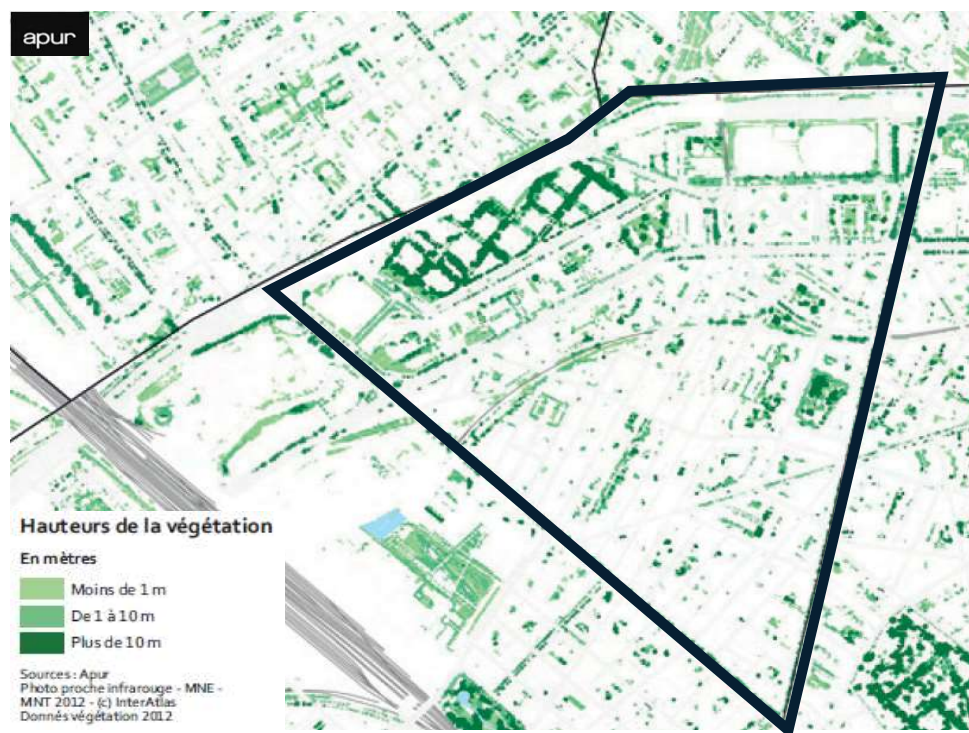 apur
Hauteurs de la végétation
En mètres
Moins de 1 m
De 1 à 10 m
Plus de 10 m
Sources : Apur
Photo proche infrarouge - MNE -
MNT 2012 - (c) InterAtlas
Donnés végétation 2012